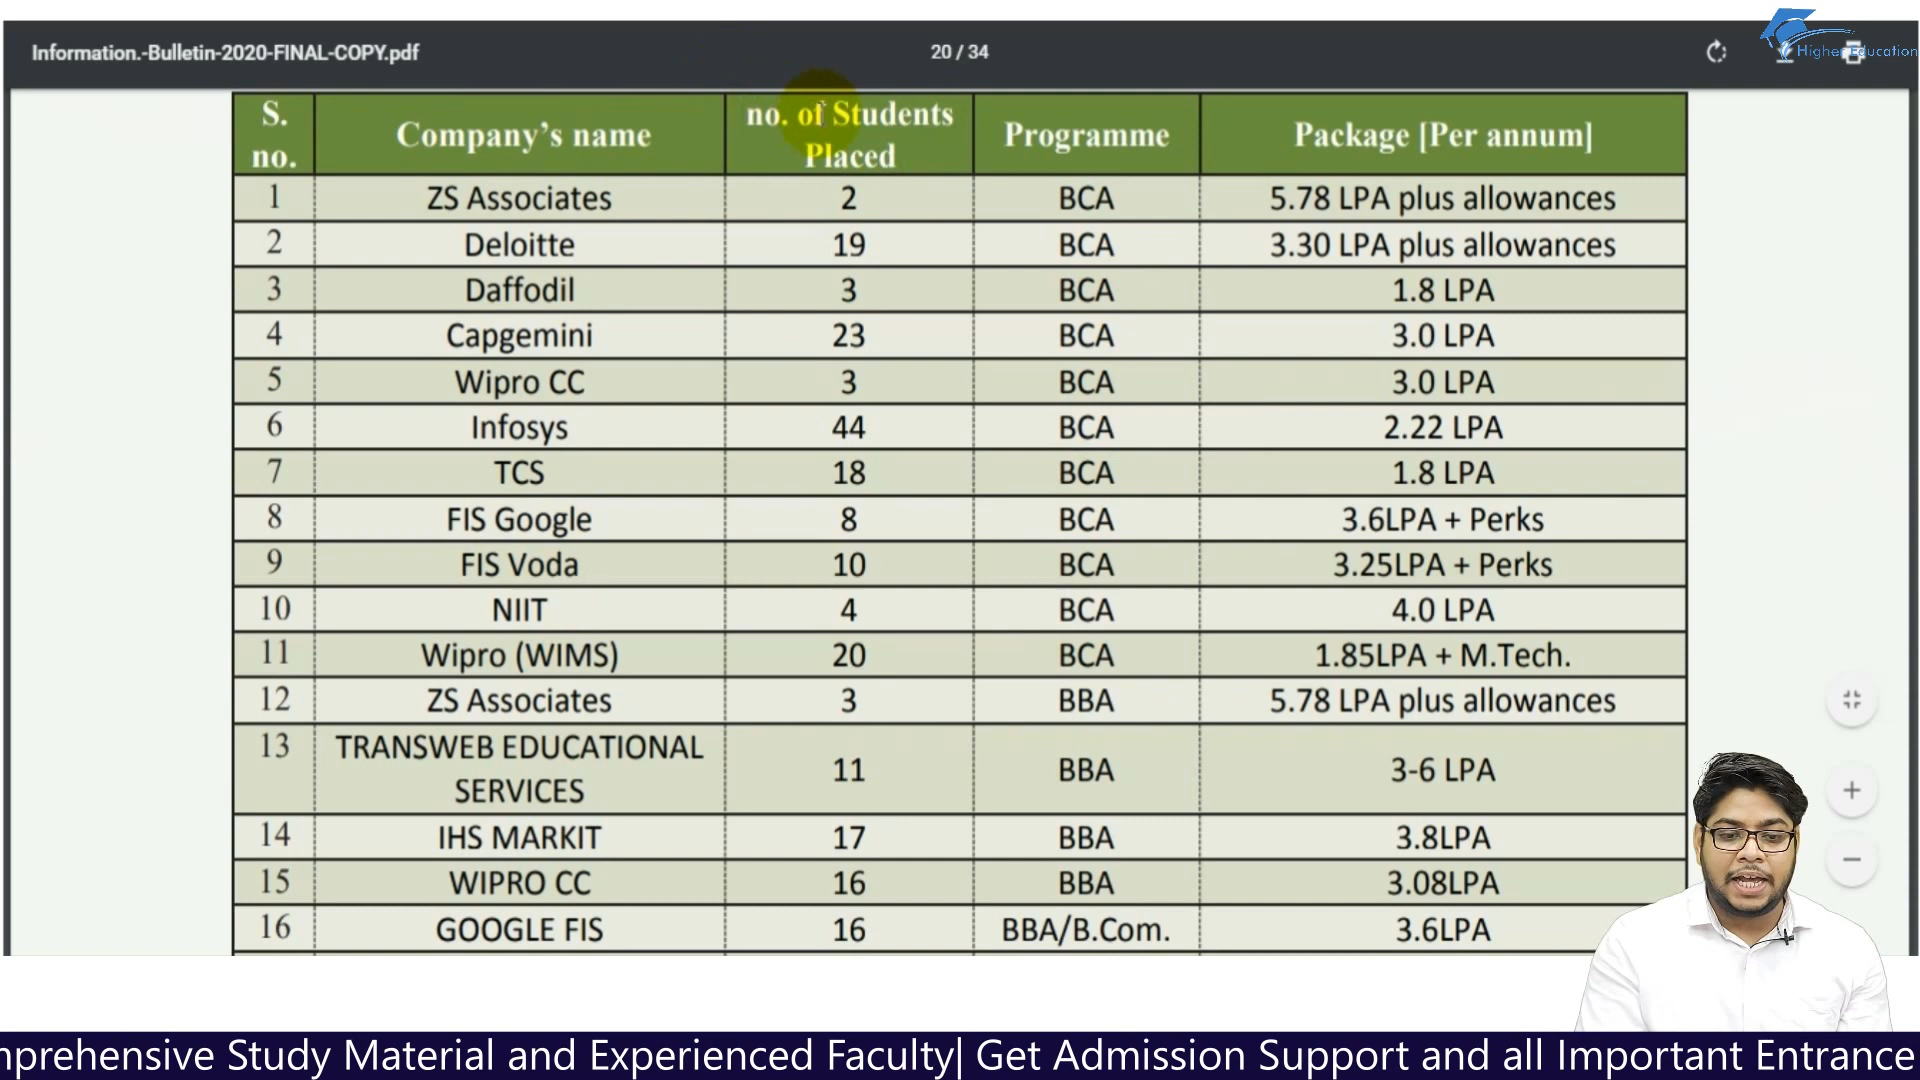 Information.-Bulletin-2020-FINAL-COPY.pdf 20 / 34
Higher Education
S. no. Company's name no. of Students Placed Programme Package [Per annum]
1 ZS Associates 2 BCA 5.78 LPA plus allowances
2 Deloitte 19 BCA 3.30 LPA plus allowances
3 Daffodil 3 BCA 1.8 LPA
4 Capgemini 23 BCA 3.0 LPA
5 Wipro CC 3 BCA 3.0 LPA
6 Infosys 44 BCA 2.22 LPA
7 TCS 18 BCA 1.8 LPA
8 FIS Google 8 BCA 3.6LPA + Perks
9 FIS Voda 10 BCA 3.25LPA + Perks
10 NIIT 4 BCA 4.0 LPA
11 Wipro (WIMS) 20 BCA 1.85LPA + M.Tech.
12 ZS Associates 3 BBA 5.78 LPA plus allowances
13 TRANSWEB EDUCATIONAL SERVICES 11 BBA 3-6 LPA
14 IHS MARKIT 17 BBA 3.8LPA
15 WIPRO CC 16 BBA 3.08LPA
16 GOOGLE FIS 16 BBA/B.Com. 3.6LPA
mprehensive Study Material and Experienced Faculty| Get Admission Support and all Important Entrance